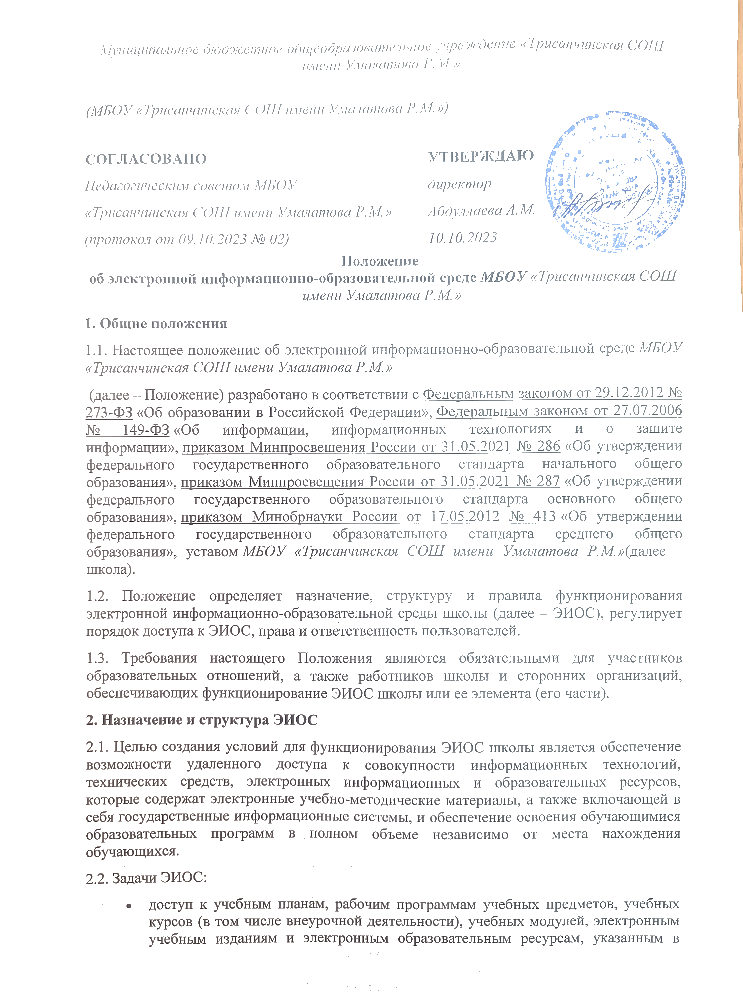 Муниципальное бюджетное общеобразовательное учреждение «Трисанчинская СОШ
имени Умалатова Р.М.»
(МБОУ «Трисанчинская СОШ имени Умалатова Р.М.»)
СОГЛАСОВАНО
Педагогическим советом МБОУ
«Трисанчинская СОШ имени Умалатова Р.М.»
(протокол от 09.10.2023 № 02)
УТВЕРЖДАЮ
директор
Абдуллаева А.М.
10.10.2023
Положение
об электронной информационно-образовательной среде МБОУ «Трисанчинская СОШ
имени Умалатова Р.М.»
1. Общие положения
1.1. Настоящее положение об электронной информационно-образовательной среде МБОУ
«Трисанчинская СОШ имени Умалатова Р.М.»
(далее – Положение) разработано в соответствии с Федеральным законом от 29.12.2012 №
273-ФЗ «Об образовании в Российской Федерации», Федеральным законом от 27.07.2006
№ 149-ФЗ «Об информации, информационных технологиях и о защите
информации», приказом Минпросвещения России от 31.05.2021 № 286 «Об утверждении
федерального государственного образовательного стандарта начального общего
образования», приказом Минпросвещения России от 31.05.2021 № 287 «Об утверждении
федерального государственного образовательного стандарта основного общего
образования», приказом Минобрнауки России от 17.05.2012 № 413 «Об утверждении
федерального государственного образовательного стандарта среднего общего
образования», уставом МБОУ «Трисанчинская СОШ имени Умалатова Р.М.»(далее
школа).
1.2. Положение определяет назначение, структуру и правила функционирования
электронной информационно-образовательной среды школы (далее – ЭИОС), регулирует
порядок доступа к ЭИОС, права и ответственность пользователей.
1.3. Требования настоящего Положения являются обязательными для участников
образовательных отношений, а также работников школы и сторонних организаций,
обеспечивающих функционирование ЭИОС школы или ее элемента (его части).
2. Назначение и структура ЭИОС
2.1. Целью создания условий для функционирования ЭИОС школы является обеспечение
возможности удаленного доступа к совокупности информационных технологий,
технических средств, электронных информационных и образовательных ресурсов,
которые содержат электронные учебно-методические материалы, а также включающей в
себя государственные информационные системы, и обеспечение освоения обучающимися
образовательных программ в полном объеме независимо от места нахождения
обучающихся.
2.2. Задачи ЭИОС:
• доступ к учебным планам, рабочим программам учебных предметов, учебных
курсов (в том числе внеурочной деятельности), учебных модулей, электронным
учебным изданиям и электронным образовательным ресурсам, указанным в